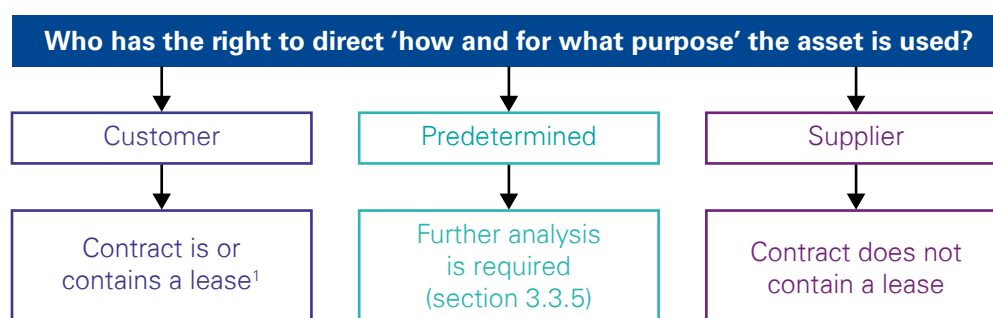 Who has the right to direct ‘how and for what purpose’ the asset is used?
Customer
Predetermined
Supplier
Contract is or
contains a lease¹
Further analysis
is required
(section 3.3.5)
Contract does not
contain a lease